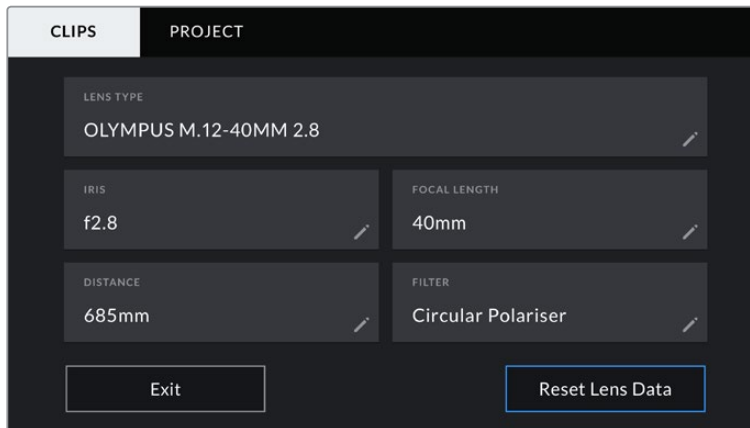 CLIPS PROJECT
LENS TYPE
OLYMPUS M.12-40MM 2.8
IRIS FOCAL LENGTH
f2.8 40mm
DISTANCE FILTER
685mm Circular Polariser
Exit Reset Lens Data